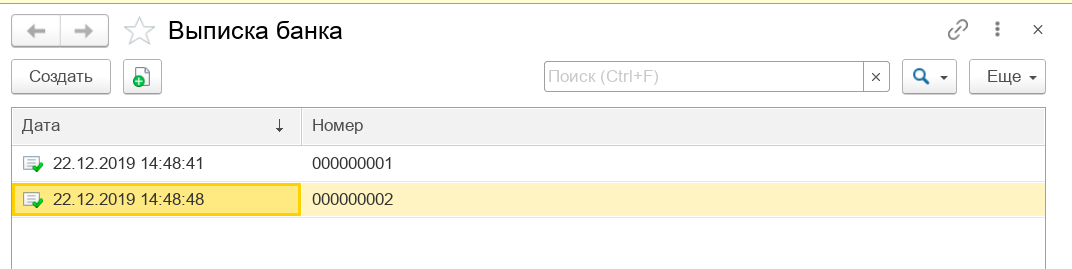 Выписка банка
Создать
Поиск (Ctrl+F)
Еще
Дата Номер
22.12.2019 14:48:41 000000001
22.12.2019 14:48:48 000000002